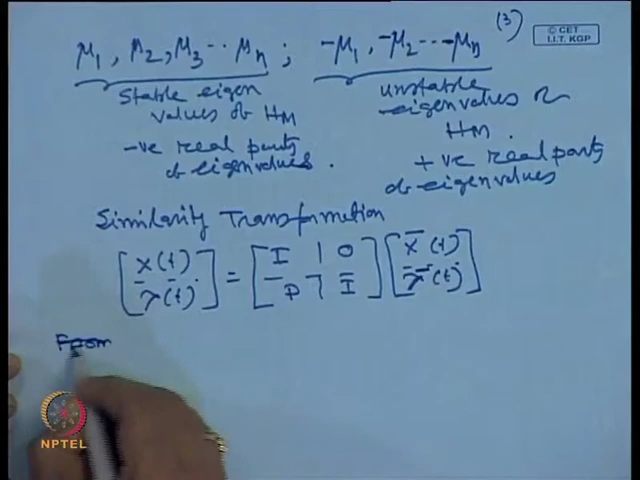 (3)
© CET
I.I.T. KGP
μ1, μ2, μ3 ·· μn ; -μ1, -μ2 ··· -μn
Stable eigen
values of HM
-ve real parts
of eigenvalues.
unstable
eigenvalues of
HM.
+ve real parts
of eigenvalues
Similarity Transformation
[x(t) / λ(t)] = [I | 0 / P | I] [x̄(t) / λ̄(t)]
From
NPTEL